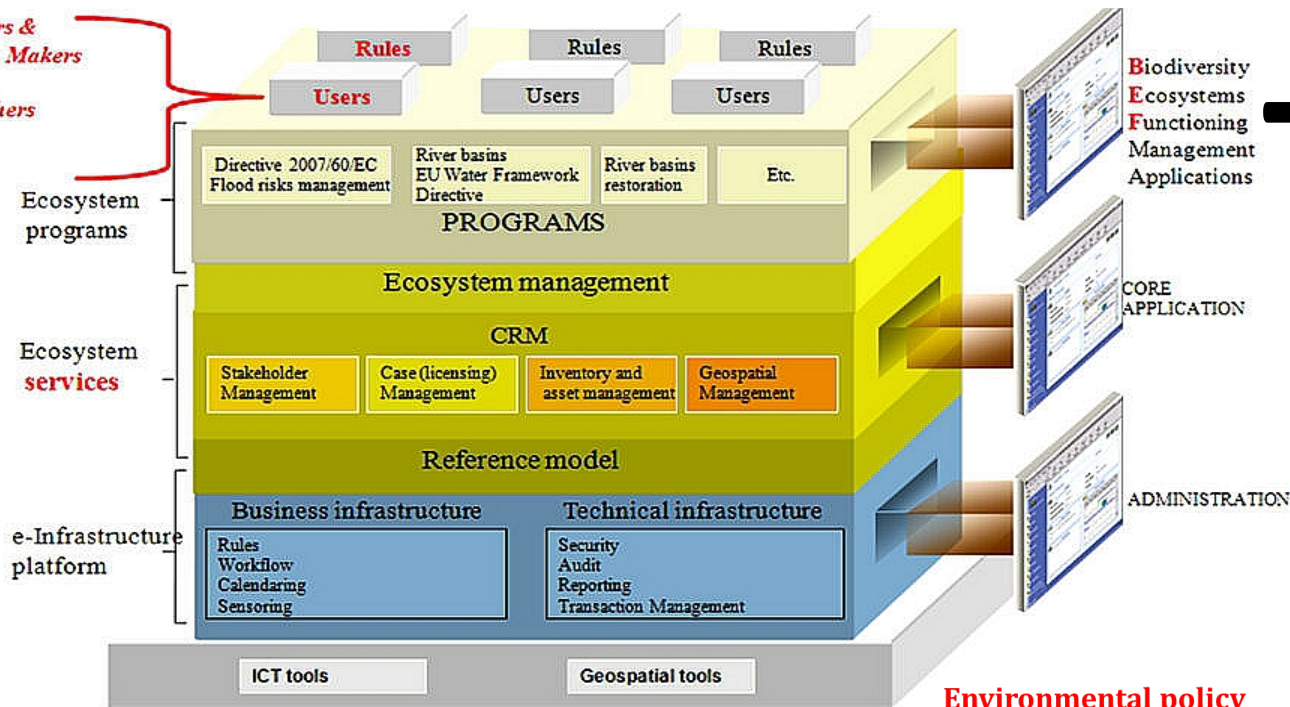 rs &
Makers
hers
Rules
Rules
Rules
Users
Users
Users
Ecosystem
programs
Directive 2007/60/EC
Flood risks management
River basins
EU Water Framework
Directive
River basins
restoration
Etc.
PROGRAMS
Biodiversity
Ecosystems
Functioning
Management
Applications
Ecosystem
services
Ecosystem management
CRM
Stakeholder
Management
Case (licensing)
Management
Inventory and
asset management
Geospatial
Management
Reference model
CORE
APPLICATION
e-Infrastructure
platform
Business infrastructure
Rules
Workflow
Calendaring
Sensoring
Technical infrastructure
Security
Audit
Reporting
Transaction Management
ADMINISTRATION
ICT tools
Geospatial tools
Environmental policy